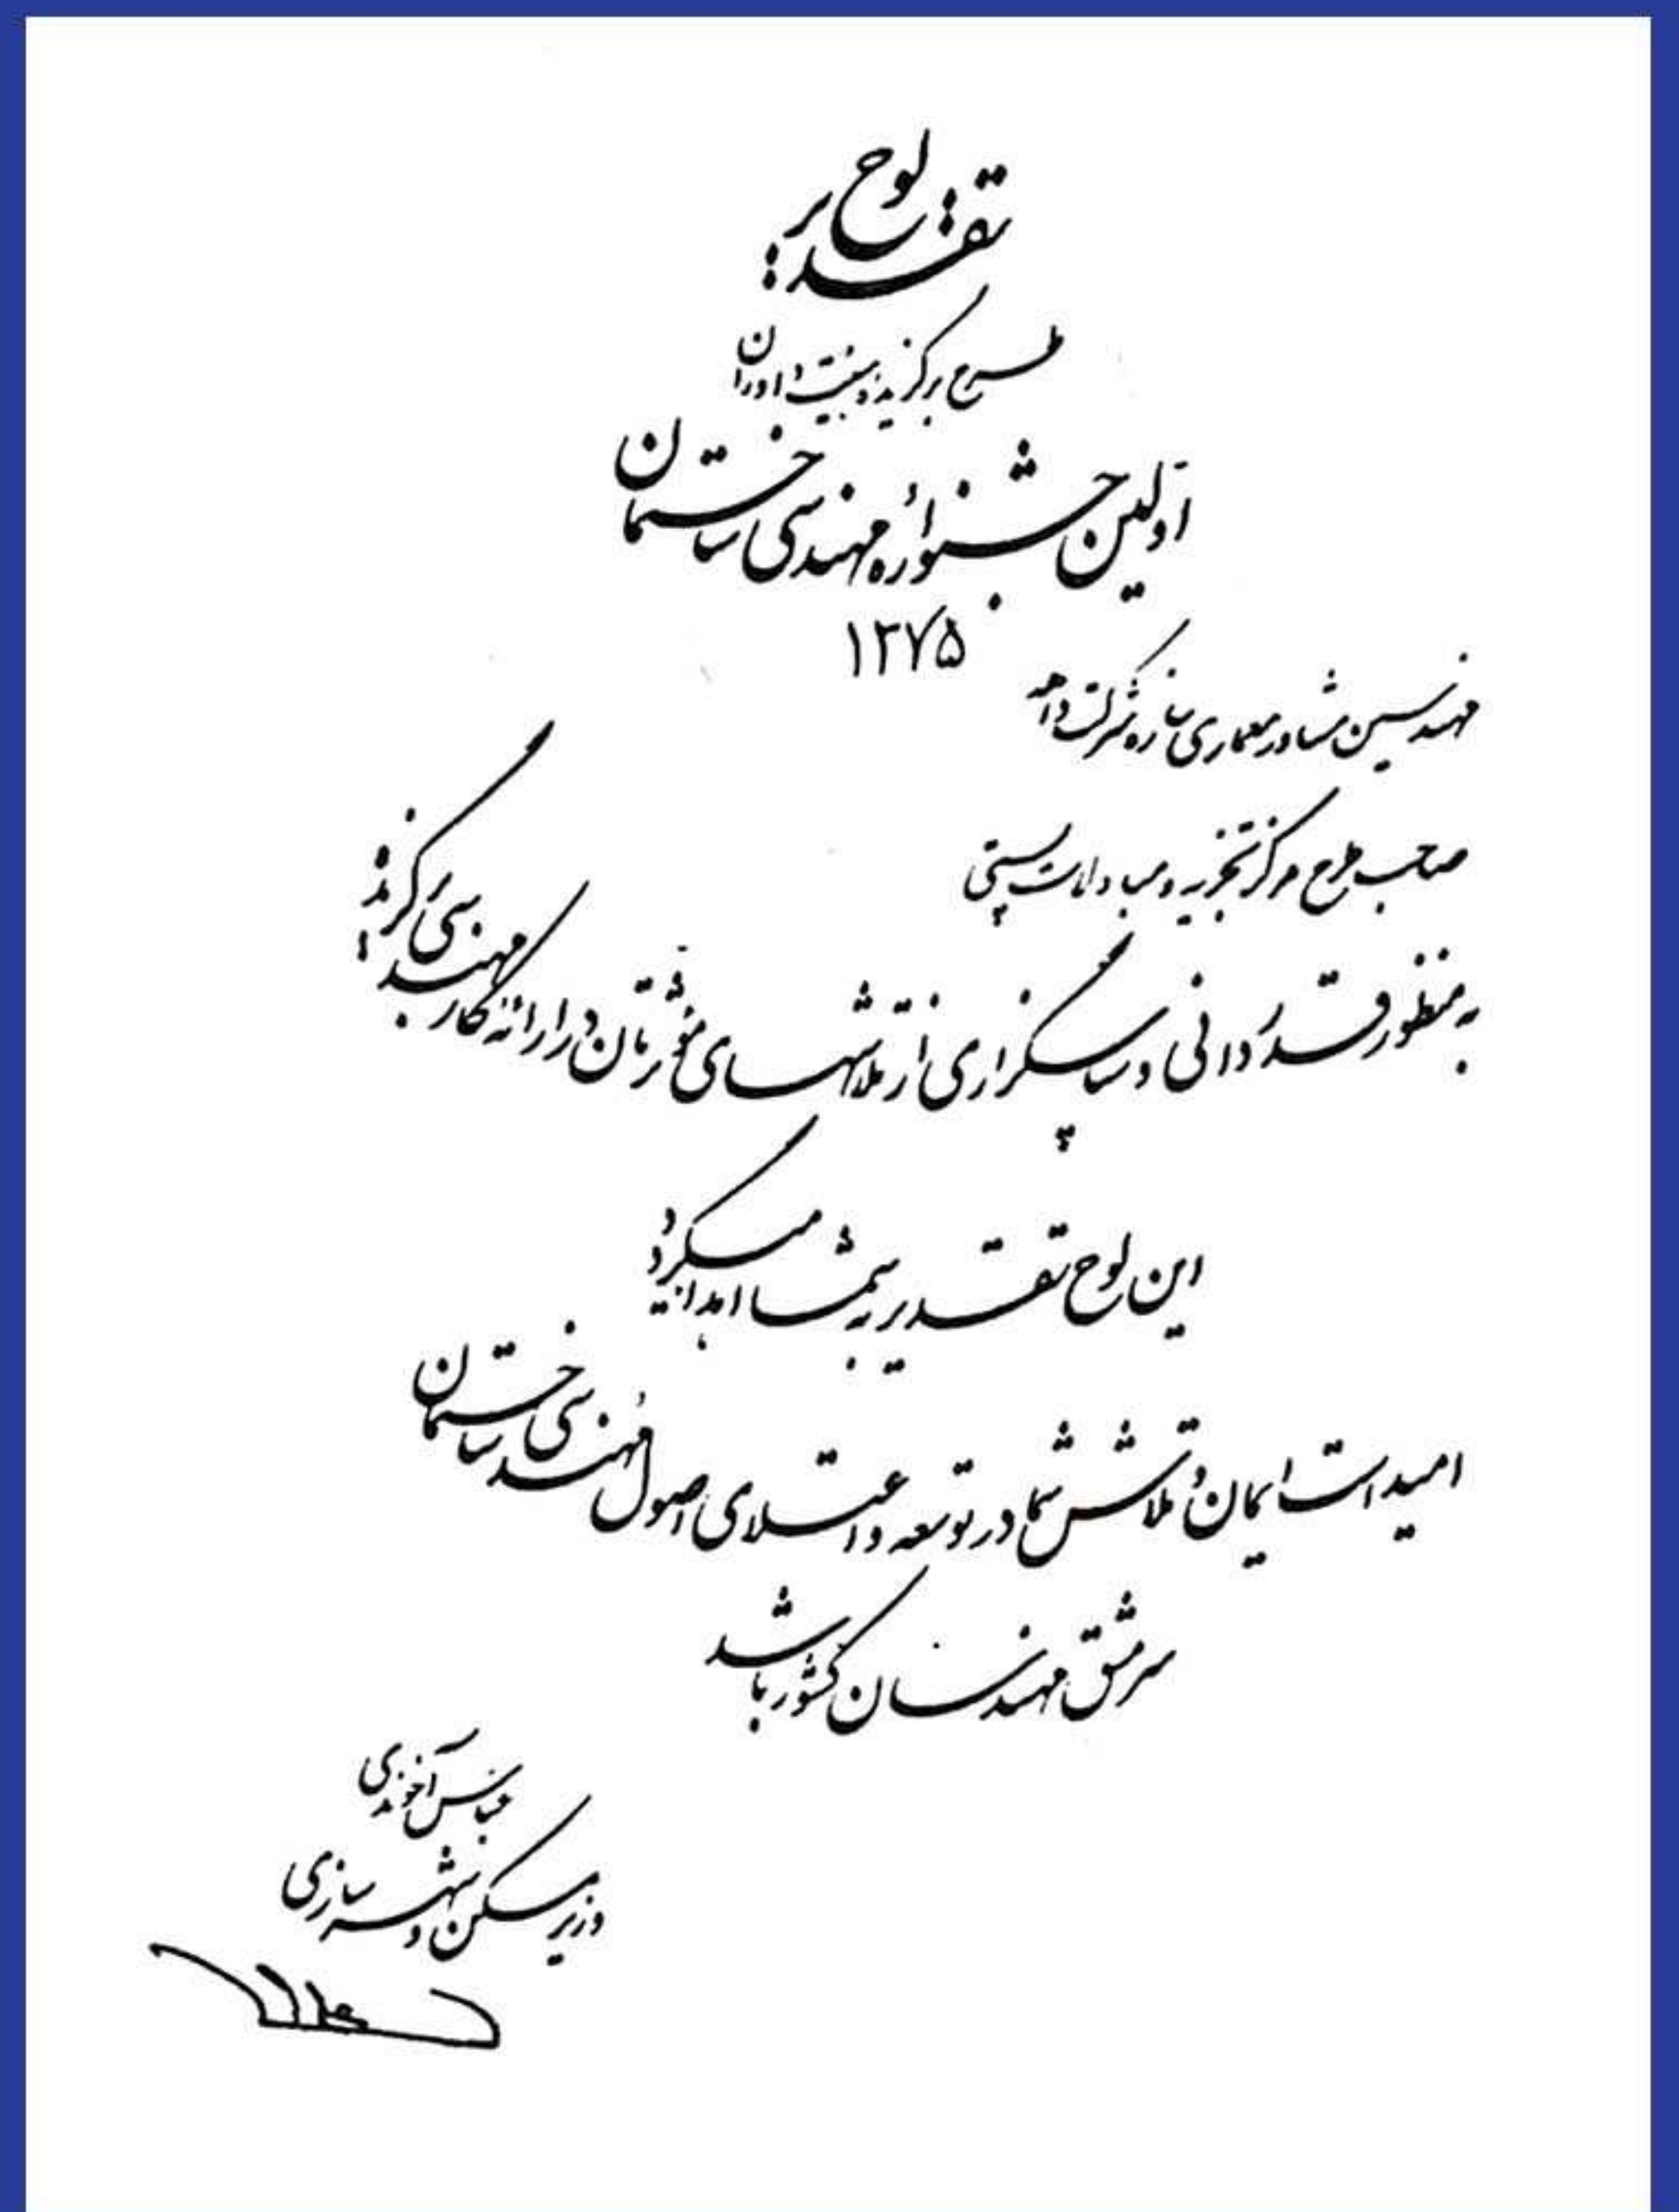 لوح تقدیر
طرح برگزیده هیئت داوران
اولین جشنواره مهندسی ساختمان
۱۳۷۵
مهندسین مشاور معماری سازه
صاحب طرح مرکز تجزیه و مبادلات پستی
به منظور قدردانی و سپاسگزاری از تلاشهای مؤثرتان در ارائه کار مهندسی برگزیده
این لوح تقدیر به شما اهدا میگردد
امید است ایمان و تلاش شما در توسعه و اعتلای اصول مهندسی ساختمان
سرمشق مهندسان کشور باشد
عباس آخوندی
وزیر مسکن و شهرسازی